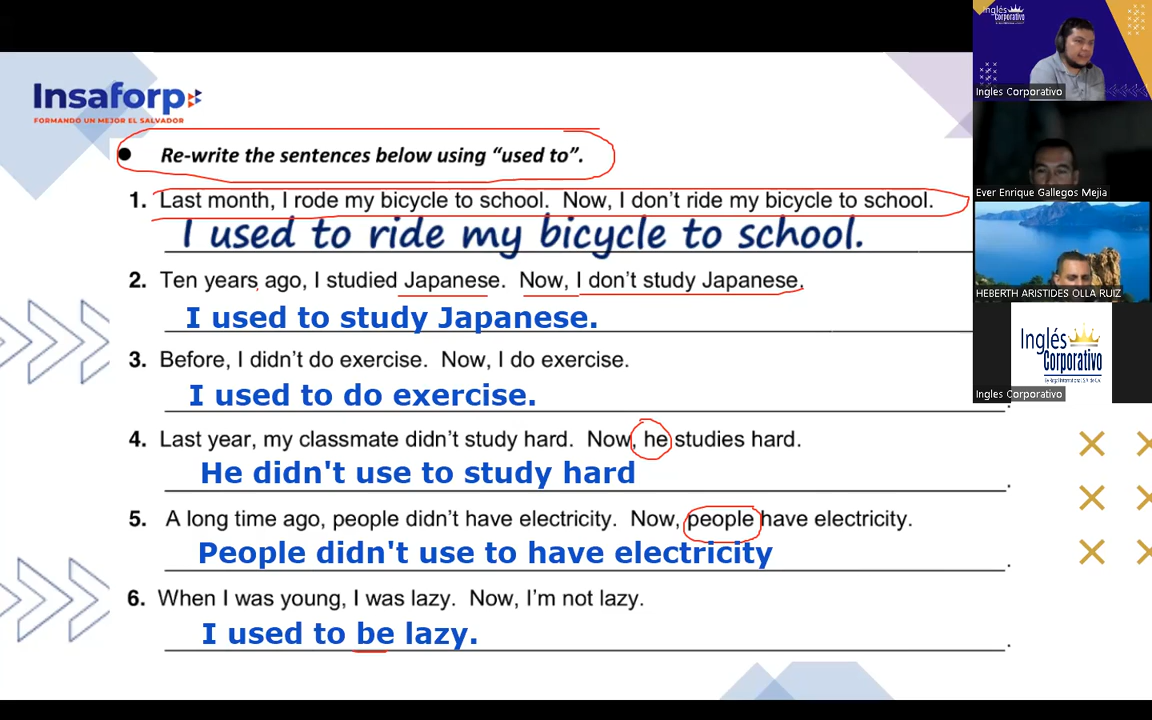 Insaforp
FORMANDO UN MEJOR EL SALVADOR
Re-write the sentences below using “used to”.
1. Last month, I rode my bicycle to school. Now, I don’t ride my bicycle to school.
I used to ride my bicycle to school.
2. Ten years ago, I studied Japanese. Now, I don’t study Japanese.
I used to study Japanese.
3. Before, I didn’t do exercise. Now, I do exercise.
I used to do exercise.
4. Last year, my classmate didn’t study hard. Now, he studies hard.
He didn't use to study hard
5. A long time ago, people didn’t have electricity. Now, people have electricity.
People didn't use to have electricity
6. When I was young, I was lazy. Now, I’m not lazy.
I used to be lazy.
Inglés
Corporativo
Ingles Corporativo
Ever Enrique Gallegos Mejia
HEBERTH ARISTIDES OLLA RUIZ
Inglés
Corporativo
Ingles Corporativo